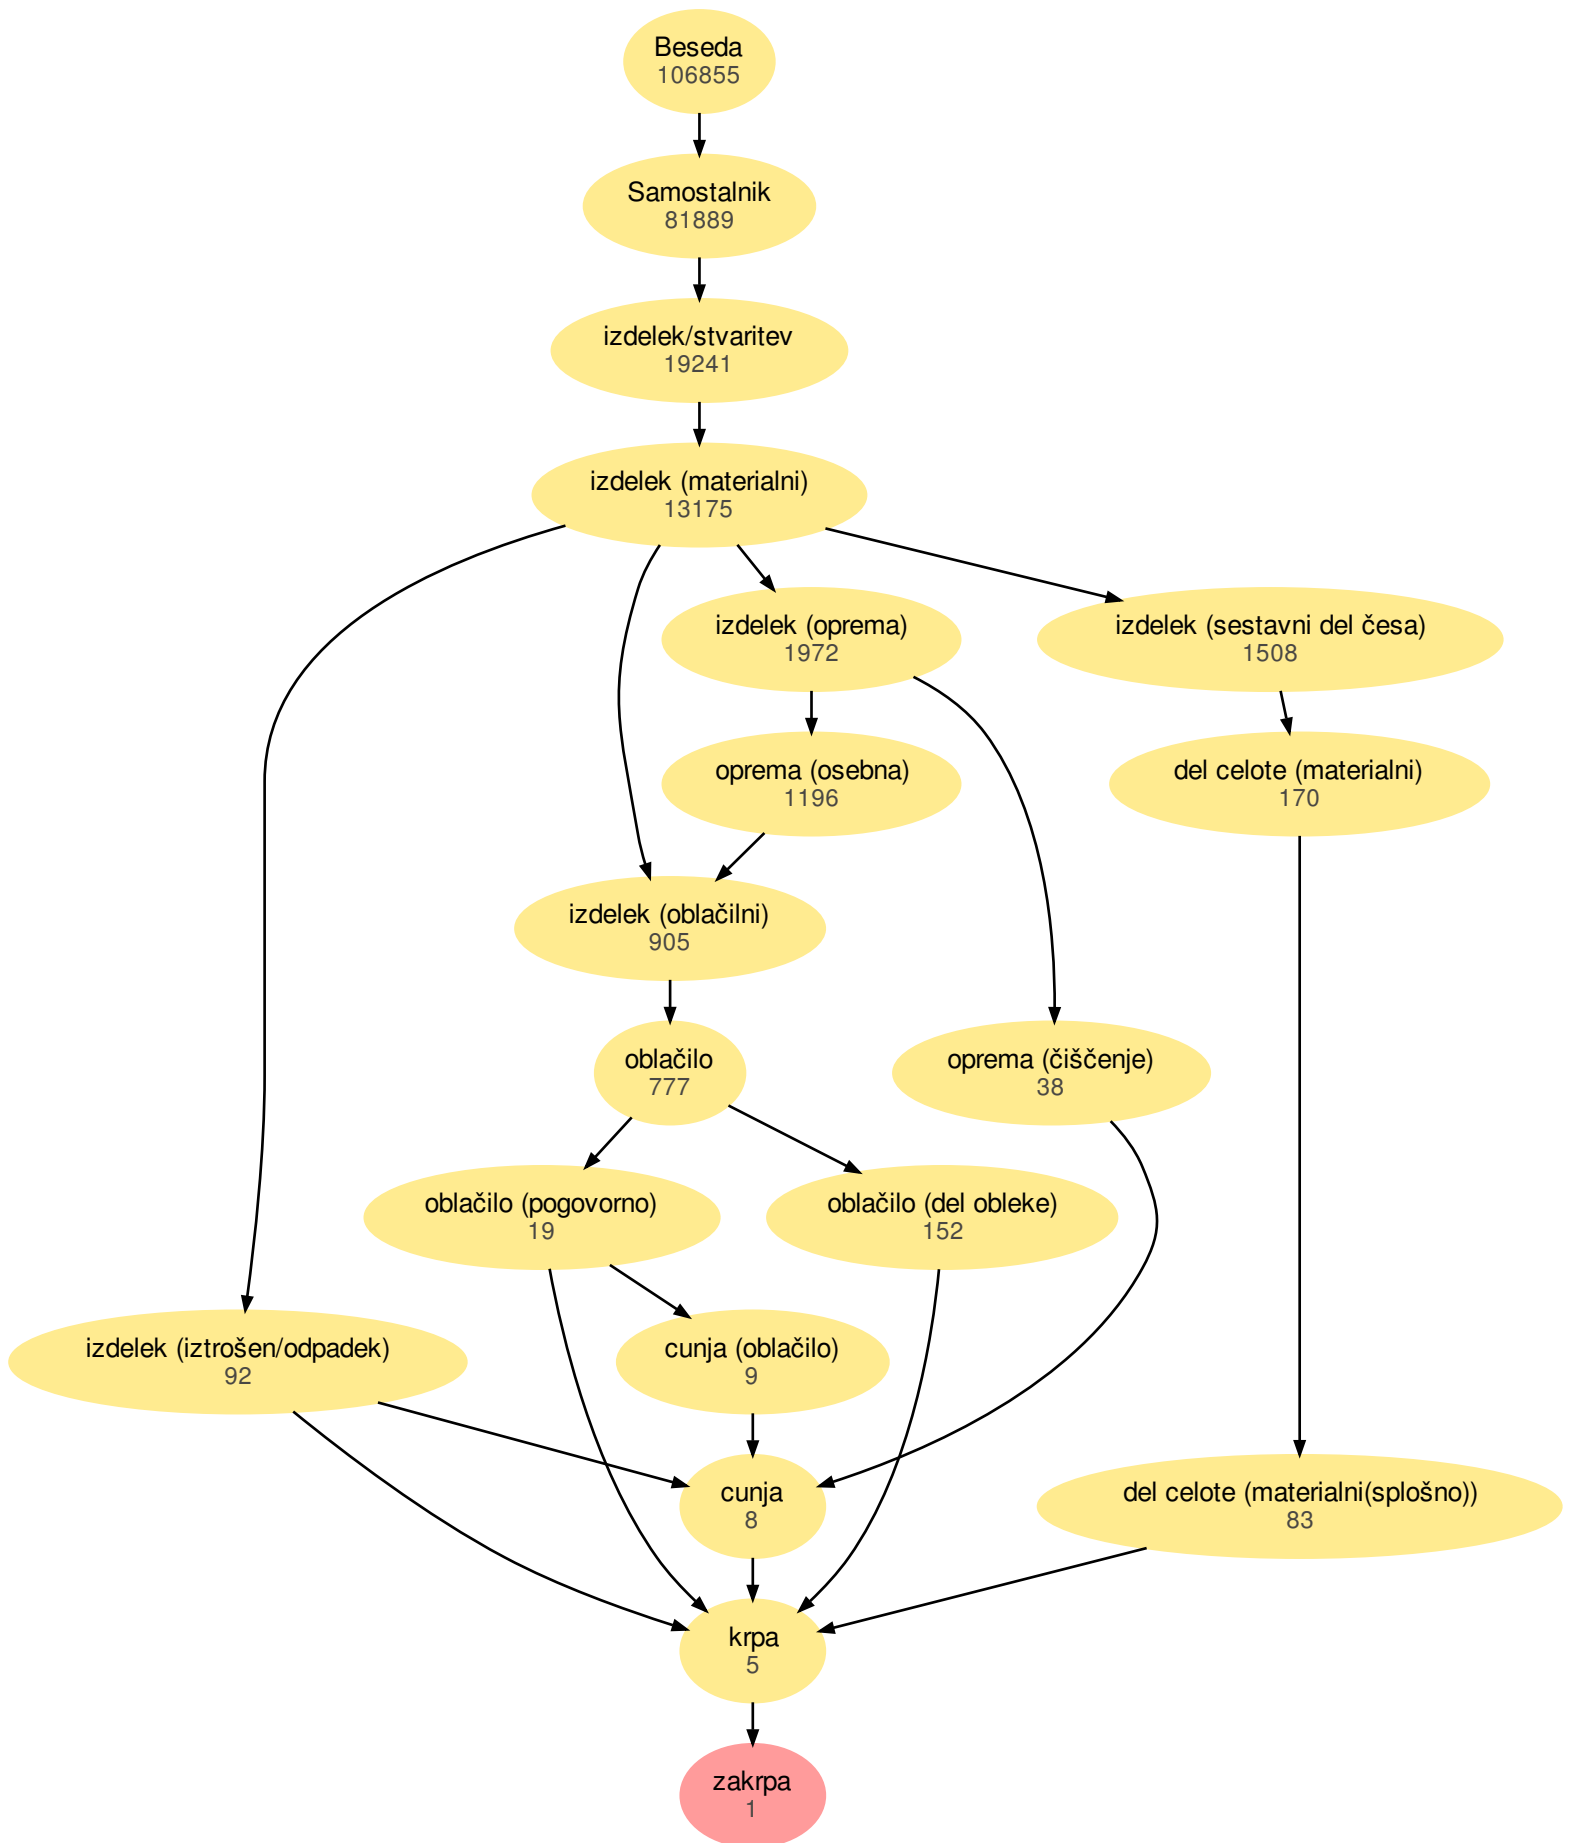 Beseda
106855
Samostalnik
81889
izdelek/stvaritev
19241
izdelek (materialni)
13175
izdelek (oprema)
1972
izdelek (sestavni del česa)
1508
oprema (osebna)
1196
del celote (materialni)
170
izdelek (oblačilni)
905
oblačilo
777
oprema (čiščenje)
38
oblačilo (pogovorno)
19
oblačilo (del obleke)
152
izdelek (iztrošen/odpadek)
92
cunja (oblačilo)
9
cunja
8
del celote (materialni(splošno))
83
krpa
5
zakrpa
1